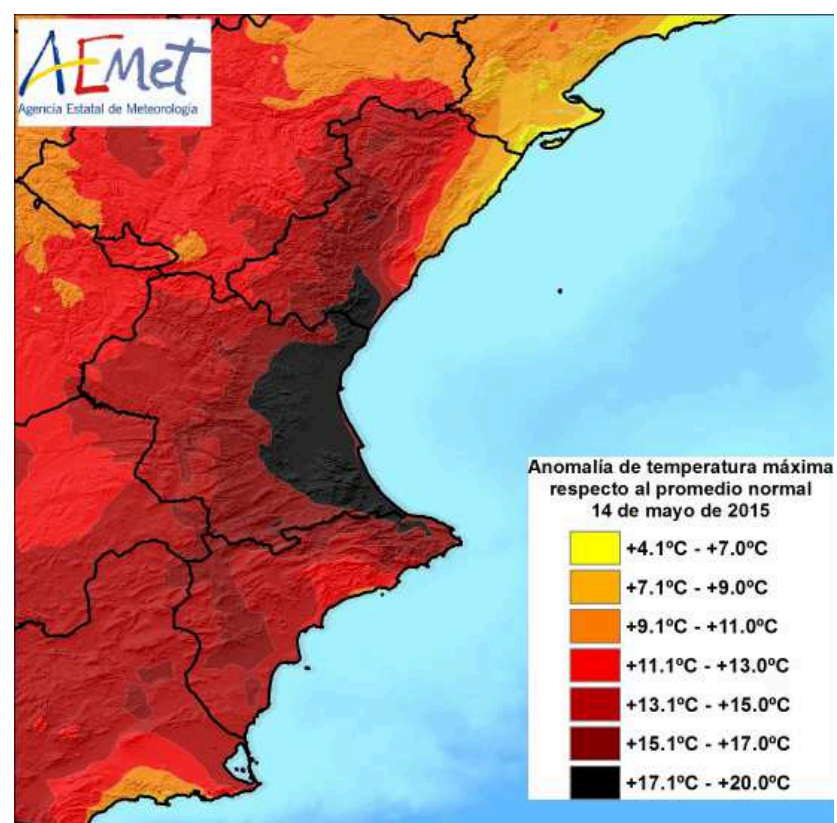 AEMet
Agencia Estatal de Meteorología
Anomalía de temperatura máxima
respecto al promedio normal
14 de mayo de 2015
+4.1ºC - +7.0ºC
+7.1ºC - +9.0ºC
+9.1ºC - +11.0ºC
+11.1ºC - +13.0ºC
+13.1ºC - +15.0ºC
+15.1ºC - +17.0ºC
+17.1ºC - +20.0ºC